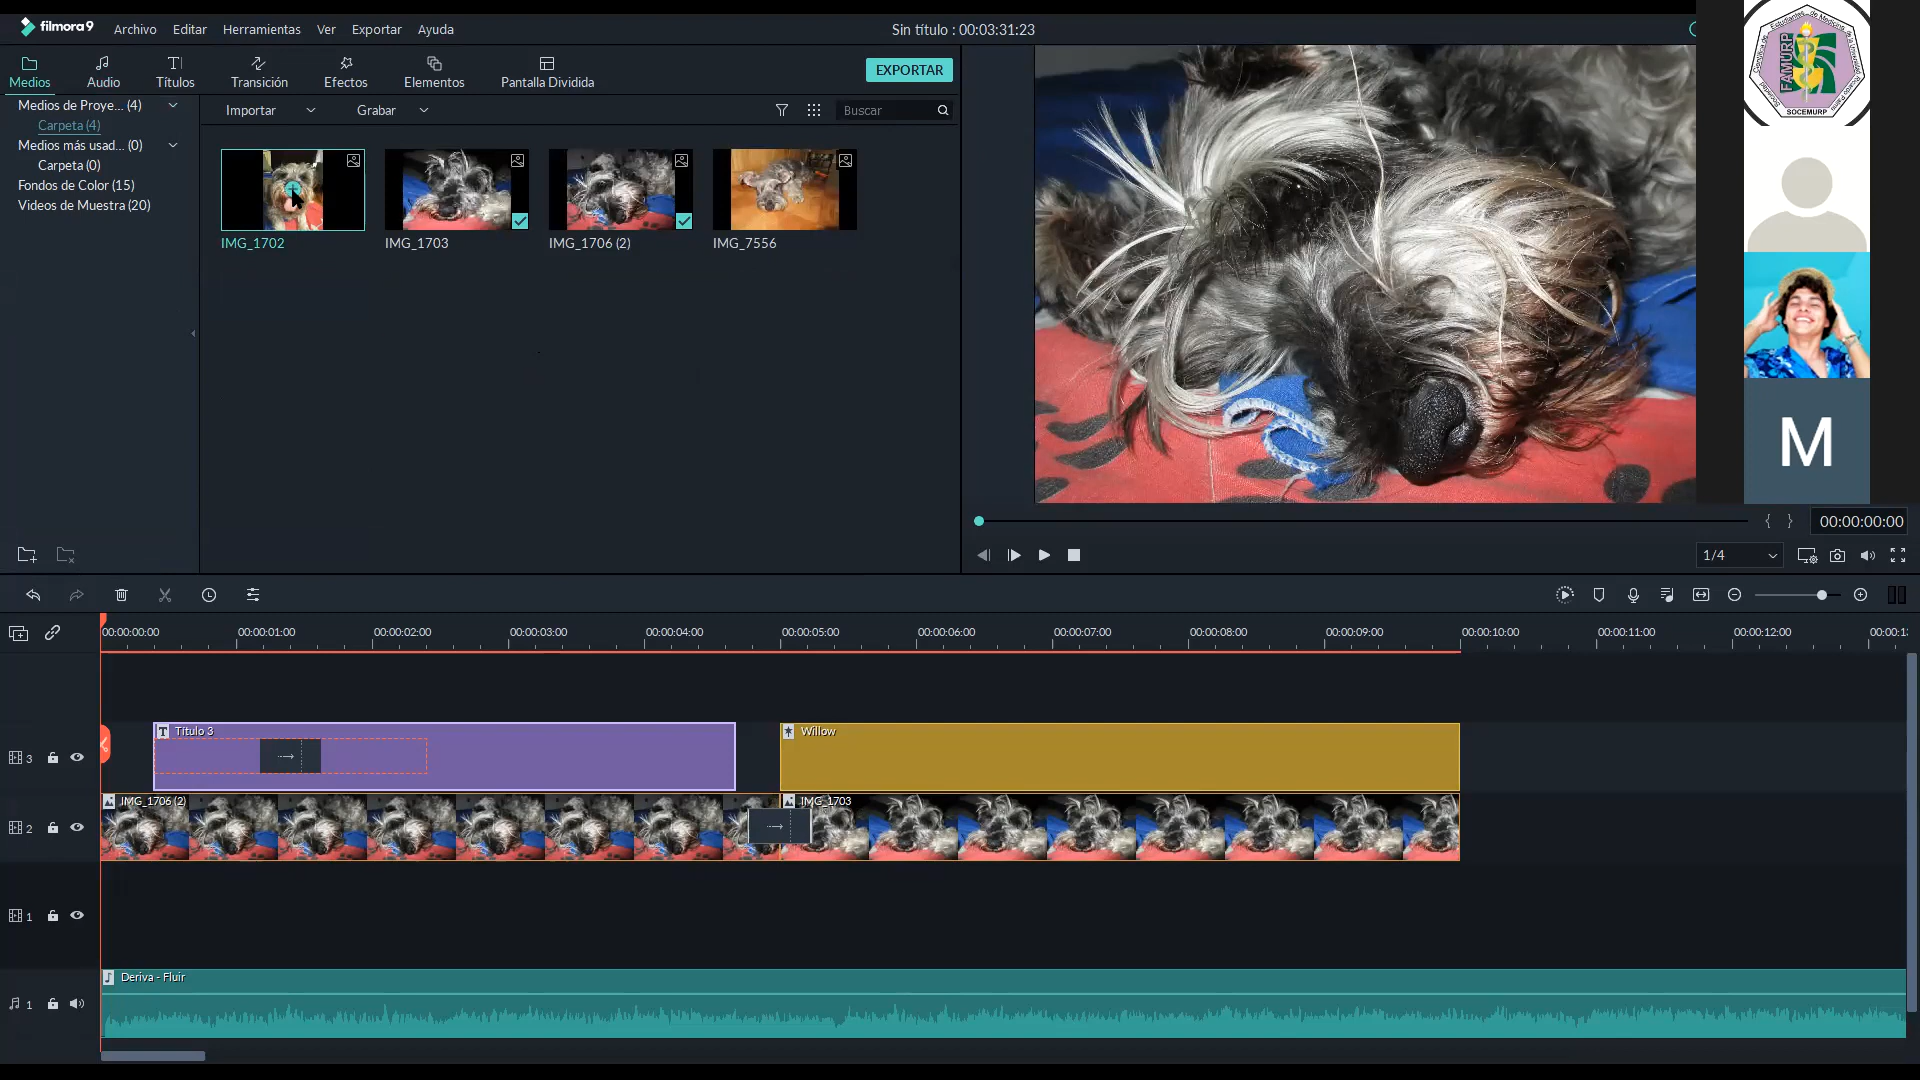 filmora9 Archivo Editar Herramientas Ver Exportar Ayuda Sin título : 00:03:31:23
Medios Audio Títulos Transición Efectos Elementos Pantalla Dividida EXPORTAR
Medios de Proye... (4) Importar Grabar Buscar
Carpeta (4)
Medios más usad... (0)
Carpeta (0)
Fondos de Color (15)
Videos de Muestra (20)
IMG_1702 IMG_1703 IMG_1706 (2) IMG_7556
FAMURP
SOCEMURP
M
{ } 00:00:00:00
1/4
00:00:00:00 00:00:01:00 00:00:02:00 00:00:03:00 00:00:04:00 00:00:05:00 00:00:06:00 00:00:07:00 00:00:08:00 00:00:09:00 00:00:10:00 00:00:11:00 00:00:12:00
3 T Título 3 Willow
2 IMG_1706 (2) IMG_1703
1
1 Deriva - Fluir